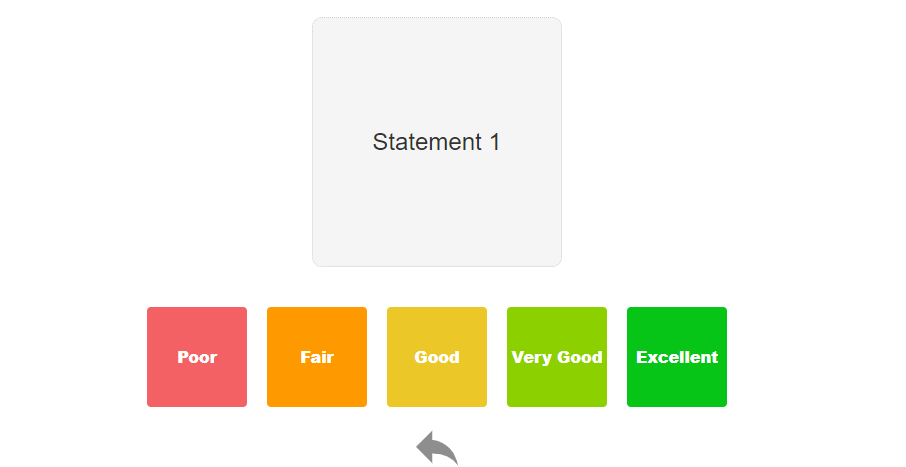 Statement 1
Poor
Fair
Good
Very Good
Excellent